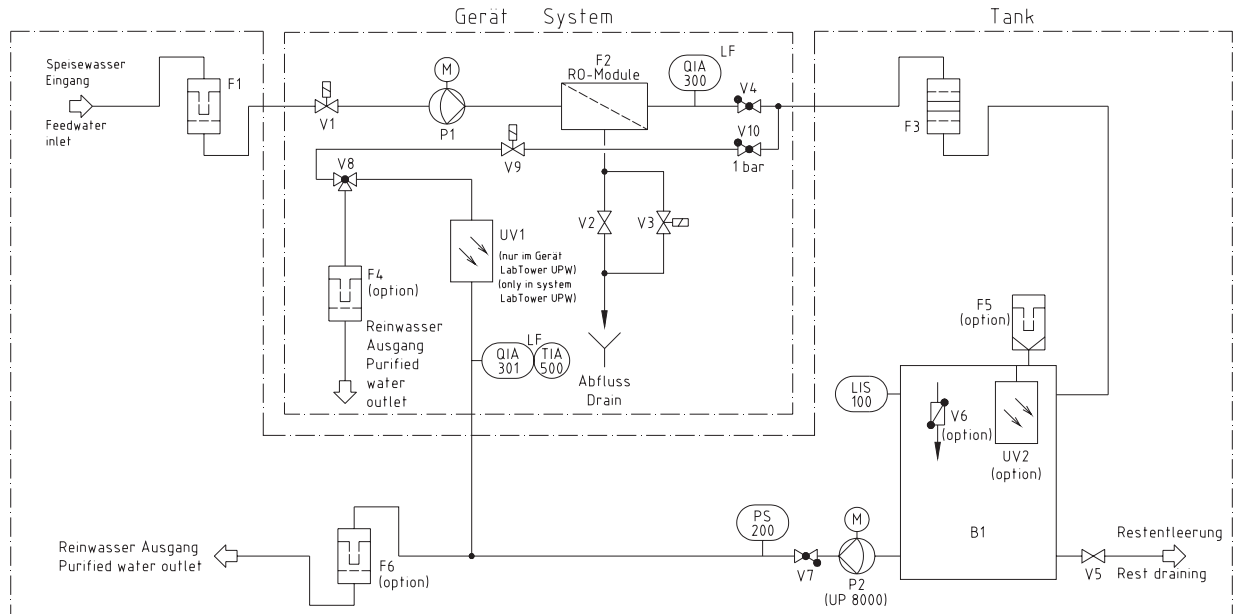 Gerät System
Tank
Speisewasser
Eingang
Feedwater
inlet
F1
V1
M
P1
F2
RO-Module
QIA
300
LF
V4
V10
1 bar
F3
V9
V8
V2
V3
UV1
(nur im Gerät
LabTower UPW)
(only in system
LabTower UPW)
F4
(option)
Reinwasser
Ausgang
Purified
water
outlet
LF
QIA
301
TIA
500
Abfluss
Drain
F5
(option)
LIS
100
V6
(option)
UV2
(option)
B1
PS
200
M
V7
P2
(UP 8000)
V5
Restentleerung
Rest draining
Reinwasser Ausgang
Purified water outlet
F6
(option)